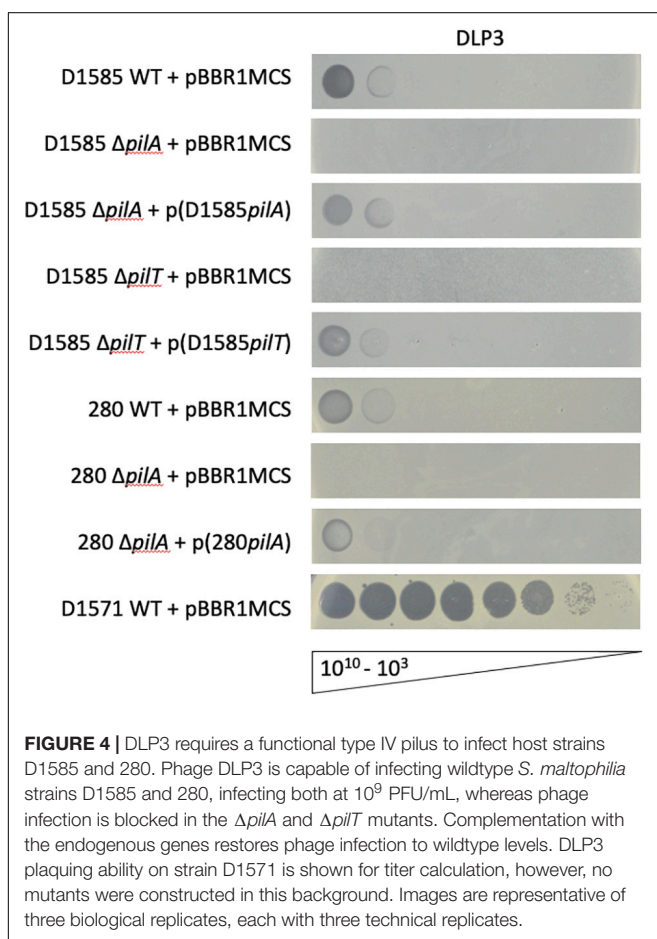 DLP3
D1585 WT + pBBR1MCS
D1585 ΔpilA + pBBR1MCS
D1585 ΔpilA + p(D1585pilA)
D1585 ΔpilT + pBBR1MCS
D1585 ΔpilT + p(D1585pilT)
280 WT + pBBR1MCS
280 ΔpilA + pBBR1MCS
280 ΔpilA + p(280pilA)
D1571 WT + pBBR1MCS
10¹⁰ - 10³
FIGURE 4 | DLP3 requires a functional type IV pilus to infect host strains
D1585 and 280. Phage DLP3 is capable of infecting wildtype S. maltophilia
strains D1585 and 280, infecting both at 10⁹ PFU/mL, whereas phage
infection is blocked in the ΔpilA and ΔpilT mutants. Complementation with
the endogenous genes restores phage infection to wildtype levels. DLP3
plaquing ability on strain D1571 is shown for titer calculation, however, no
mutants were constructed in this background. Images are representative of
three biological replicates, each with three technical replicates.